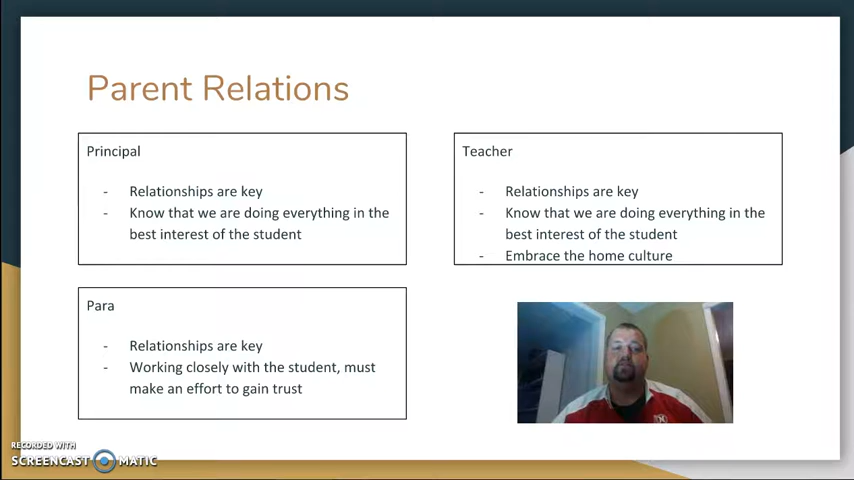 Parent Relations
Principal
- Relationships are key
- Know that we are doing everything in the
best interest of the student
Teacher
- Relationships are key
- Know that we are doing everything in the
best interest of the student
- Embrace the home culture
Para
- Relationships are key
- Working closely with the student, must
make an effort to gain trust
RECORDED WITH
SCREENCAST MATIC